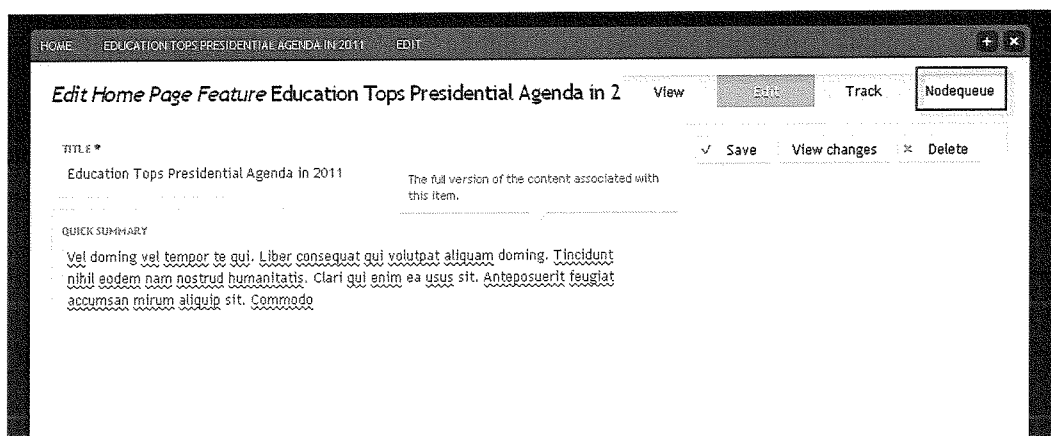 HOME EDUCATION TOPS PRESIDENTIAL AGENDA IN 2011 EDIT + ×
Edit Home Page Feature Education Tops Presidential Agenda in 2 View Edit Track Nodequeue
✓ Save View changes × Delete
TITLE *
Education Tops Presidential Agenda in 2011
The full version of the content associated with
this item.
QUICK SUMMARY
Vel doming vel tempor te qui. Liber consequat qui volutpat aliquam doming. Tincidunt
nihil eodem nam nostrud humanitatis. Clari qui enim ea usus sit. Anteposuerit feugiat
accumsan mirum aliquip sit. Commodo